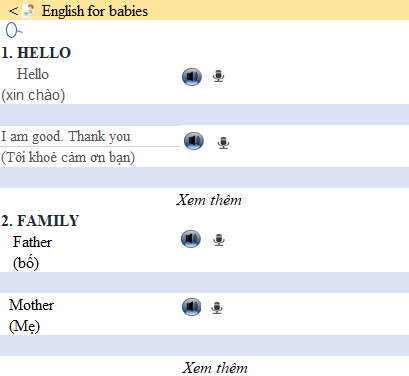 < English for babies
1. HELLO
Hello
(xin chào)
I am good. Thank you
(Tôi khoẻ cảm ơn bạn)
Xem thêm
2. FAMILY
Father
(bố)
Mother
(Mẹ)
Xem thêm